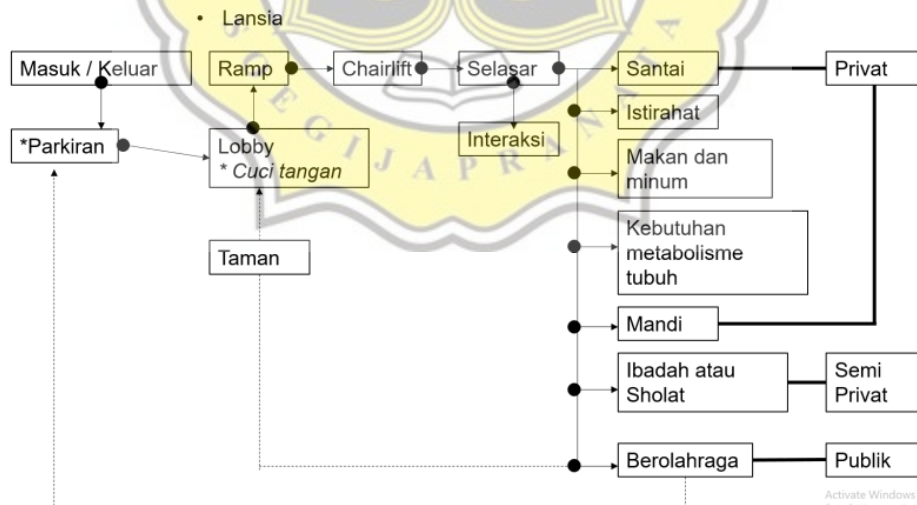 • Lansia
Masuk / Keluar
Ramp
Chairlift
Selasar
Santai
Privat
Istirahat
*Parkiran
Lobby
* Cuci tangan
Interaksi
Makan dan
minum
Kebutuhan
metabolisme
tubuh
Taman
Mandi
Ibadah atau
Sholat
Semi
Privat
Berolahraga
Publik
SOEGIJAPRANATA
Activate Windows